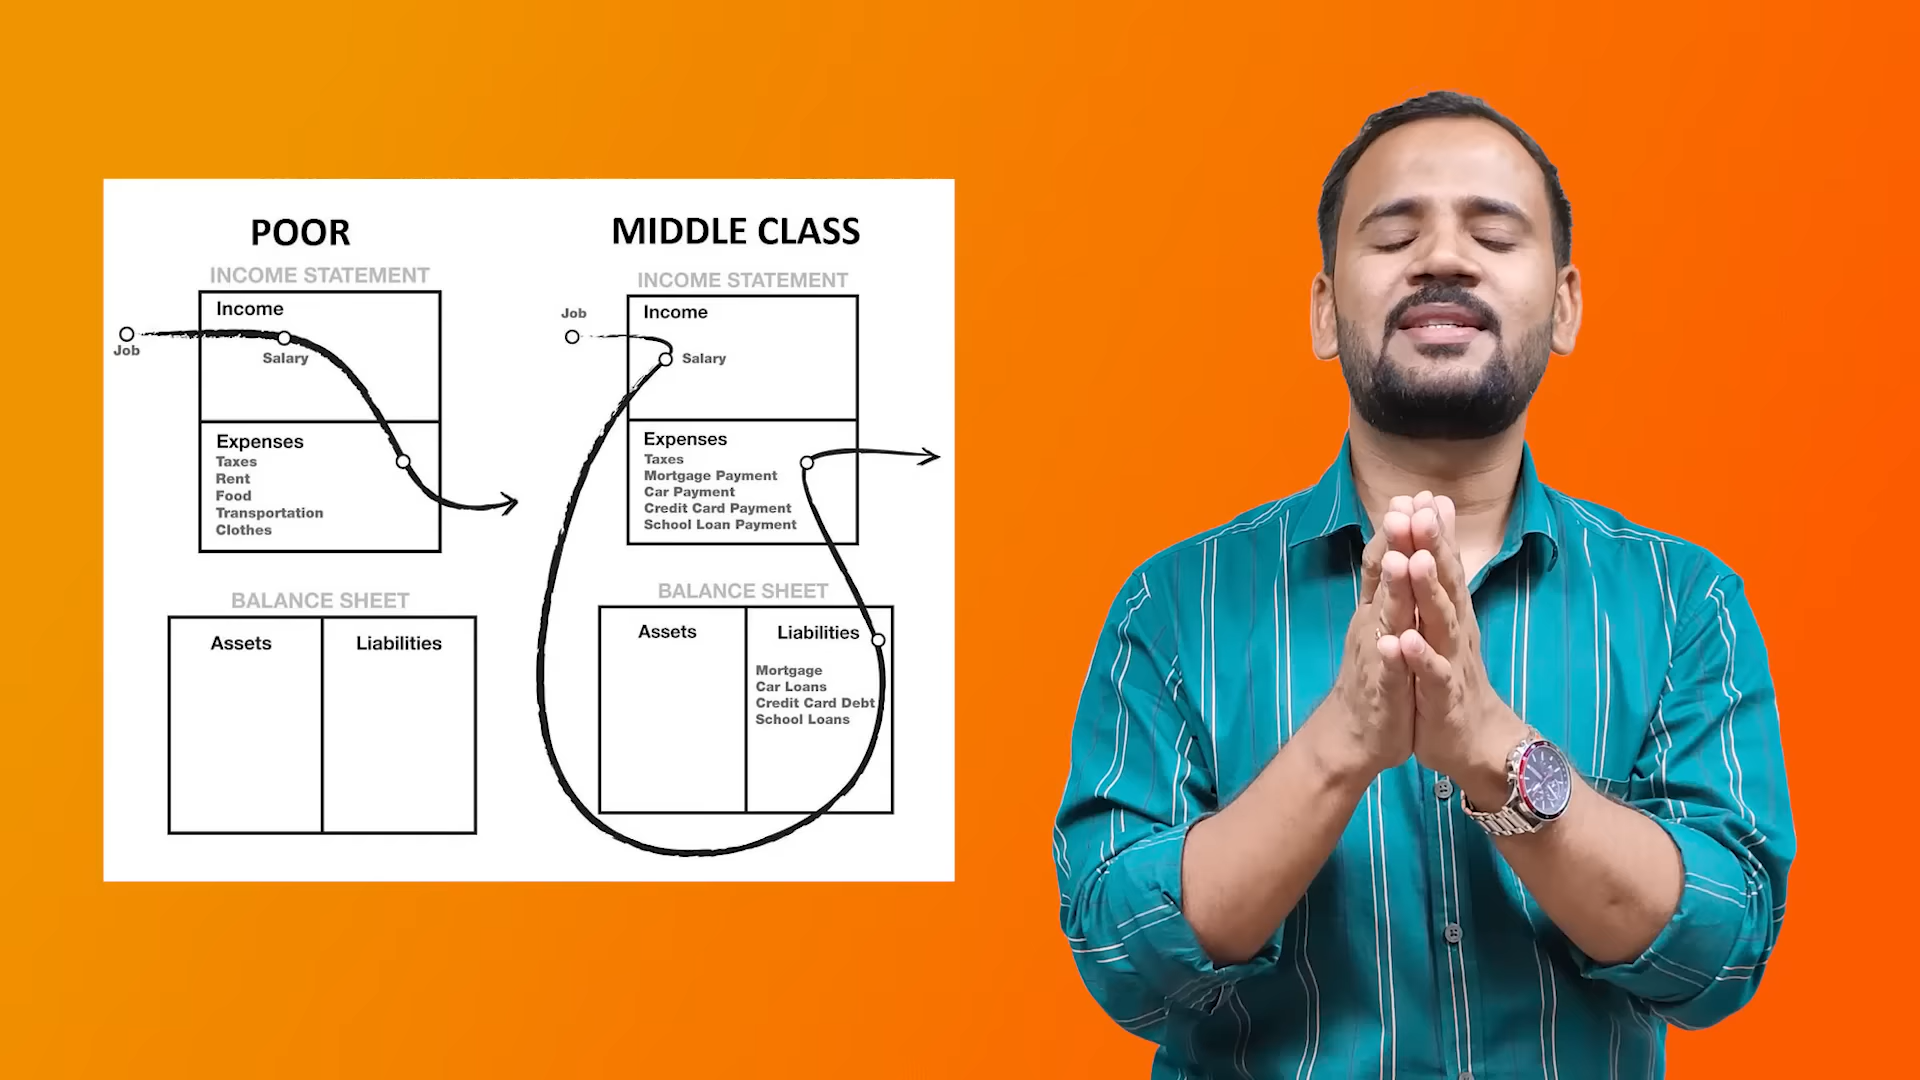 POOR
INCOME STATEMENT
Income
Job
Salary
Expenses
Taxes
Rent
Food
Transportation
Clothes
BALANCE SHEET
Assets
Liabilities
MIDDLE CLASS
INCOME STATEMENT
Job
Income
Salary
Expenses
Taxes
Mortgage Payment
Car Payment
Credit Card Payment
School Loan Payment
BALANCE SHEET
Assets
Liabilities
Mortgage
Car Loans
Credit Card Debt
School Loans